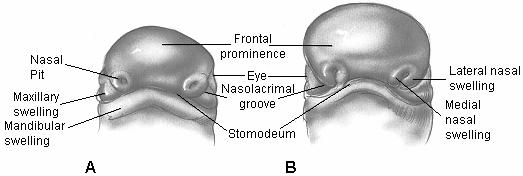 Nasal
Pit
Maxillary
swelling
Mandibular
swelling
Frontal
prominence
Eye
Nasolacrimal
groove
Stomodeum
Lateral nasal
swelling
Medial
nasal
swelling
A
B